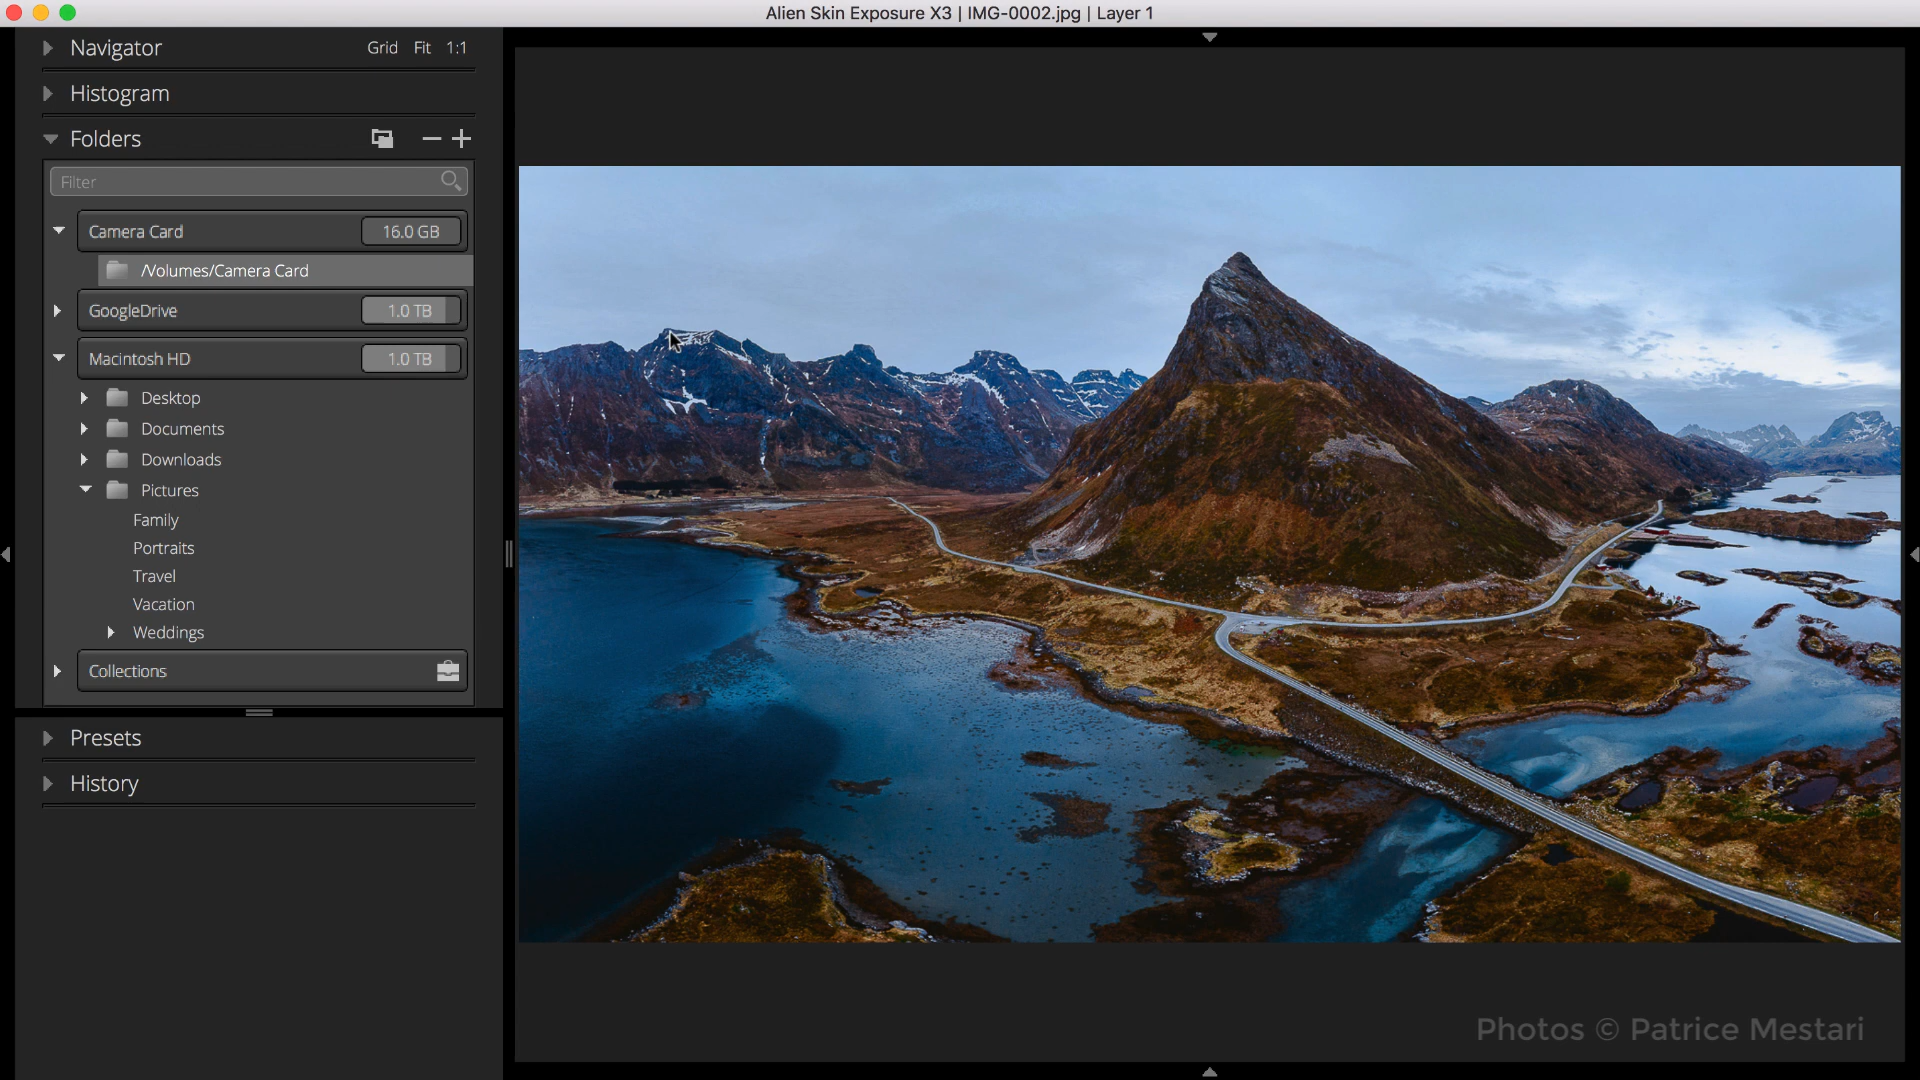 Alien Skin Exposure X3 | IMG-0002.jpg | Layer 1
Navigator Grid Fit 1:1
Histogram
Folders
Filter
Camera Card 16.0 GB
/Volumes/Camera Card
GoogleDrive 1.0 TB
Macintosh HD 1.0 TB
Desktop
Documents
Downloads
Pictures
Family
Portraits
Travel
Vacation
Weddings
Collections
Presets
History
Photos © Patrice Mestari